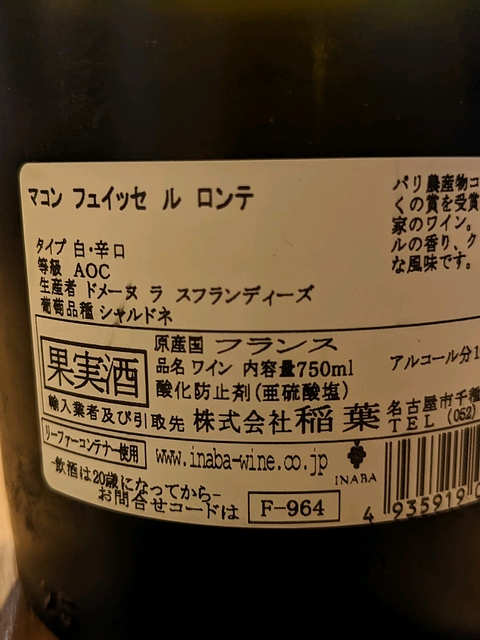 マコン フュイッセ ル ロンテ
タイプ 白・辛口
等級 AOC
生産者 ドメーヌ ラ スフランディーズ
葡萄品種 シャルドネ
パリ農産物コ
くの賞を受賞
家のワイン。
ルの香り、ク
な風味です。
果実酒
原産国 フランス
品名 ワイン 内容量750ml
酸化防止剤(亜硫酸塩)
アルコール分1
輸入業者及び引取先 株式会社 稲葉
名古屋市千種
TEL (052)
リーファーコンテナー使用
www.inaba-wine.co.jp
INABA
-飲酒は20歳になってから-
お問合せコードは
F-964
4 935919 0